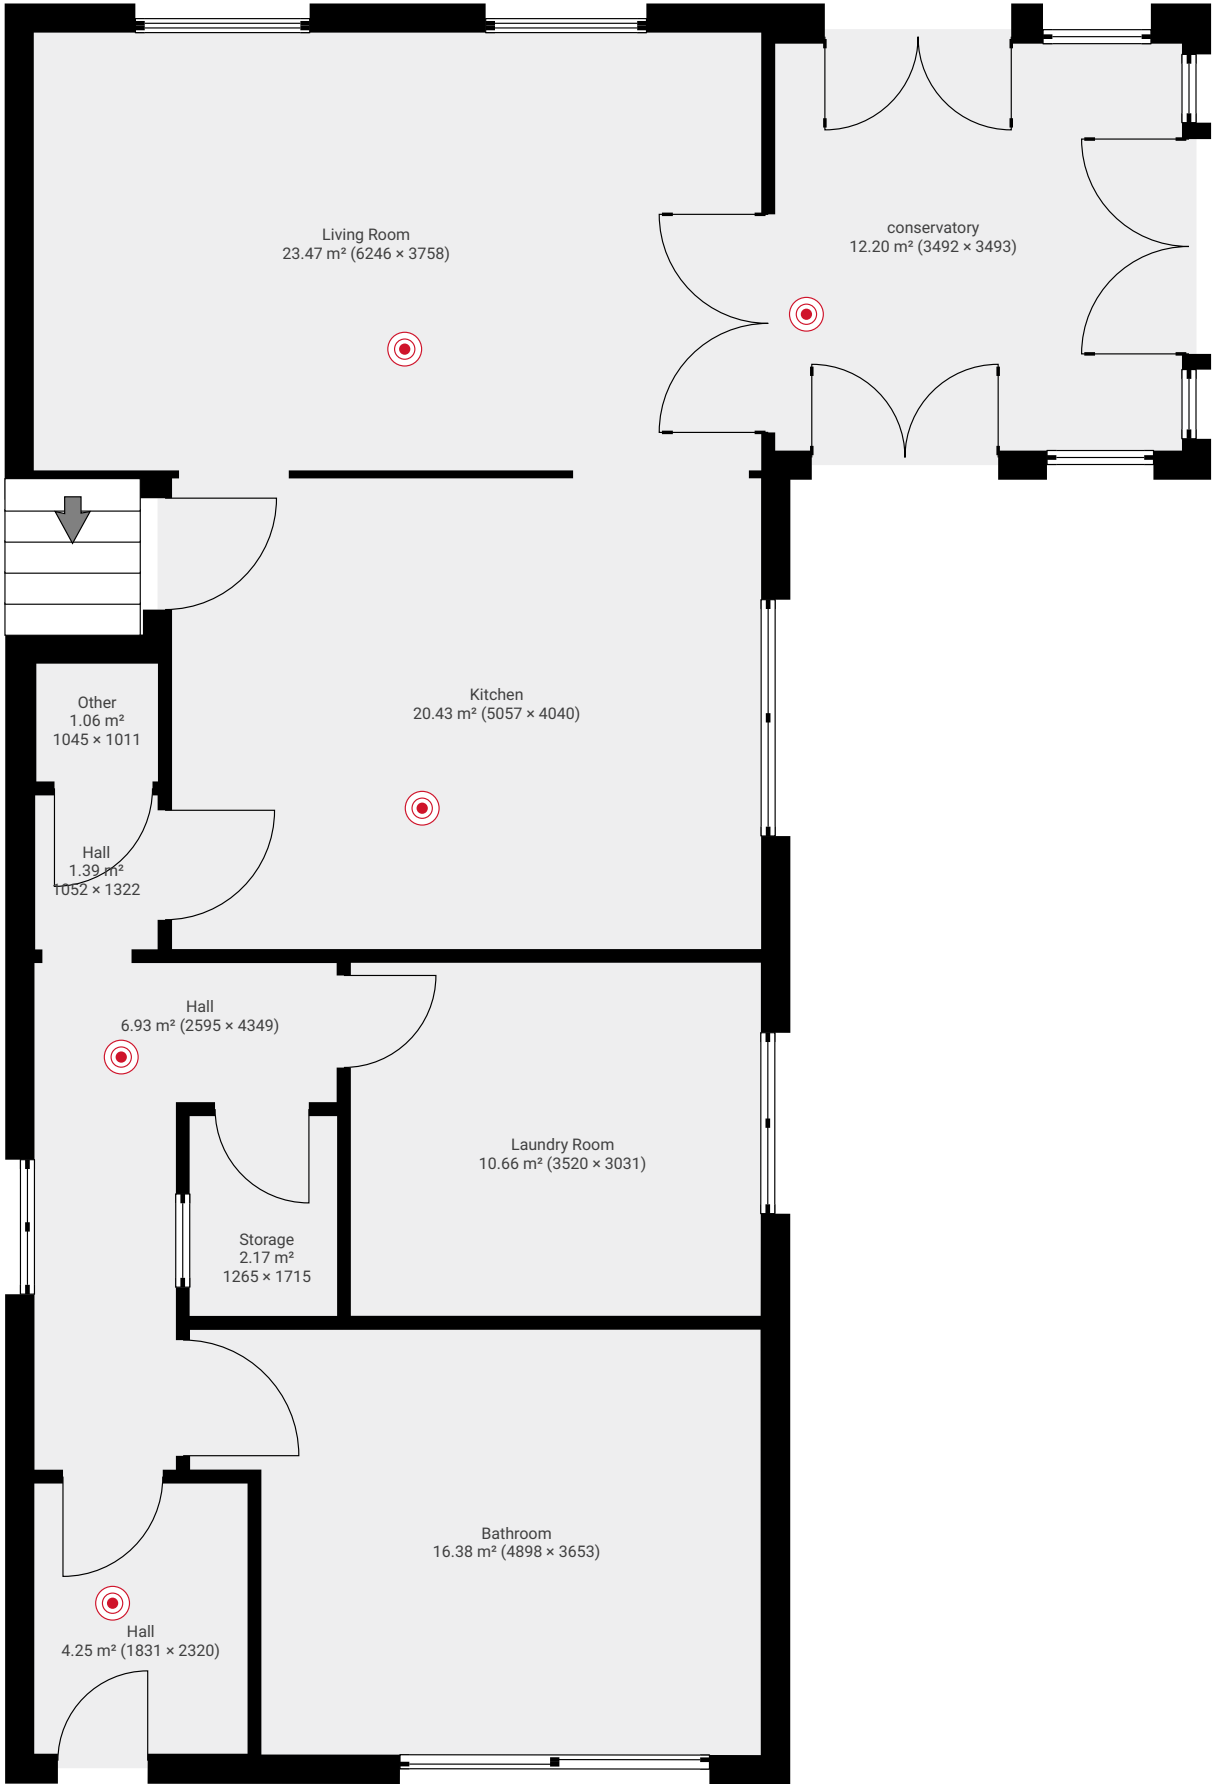 Living Room
23.47 m² (6246 × 3758)
conservatory
12.20 m² (3492 × 3493)
Other
1.06 m²
1045 × 1011
Kitchen
20.43 m² (5057 × 4040)
Hall
1.39 m²
1052 × 1322
Hall
6.93 m² (2595 × 4349)
Laundry Room
10.66 m² (3520 × 3031)
Storage
2.17 m²
1265 × 1715
Bathroom
16.38 m² (4898 × 3653)
Hall
4.25 m² (1831 × 2320)